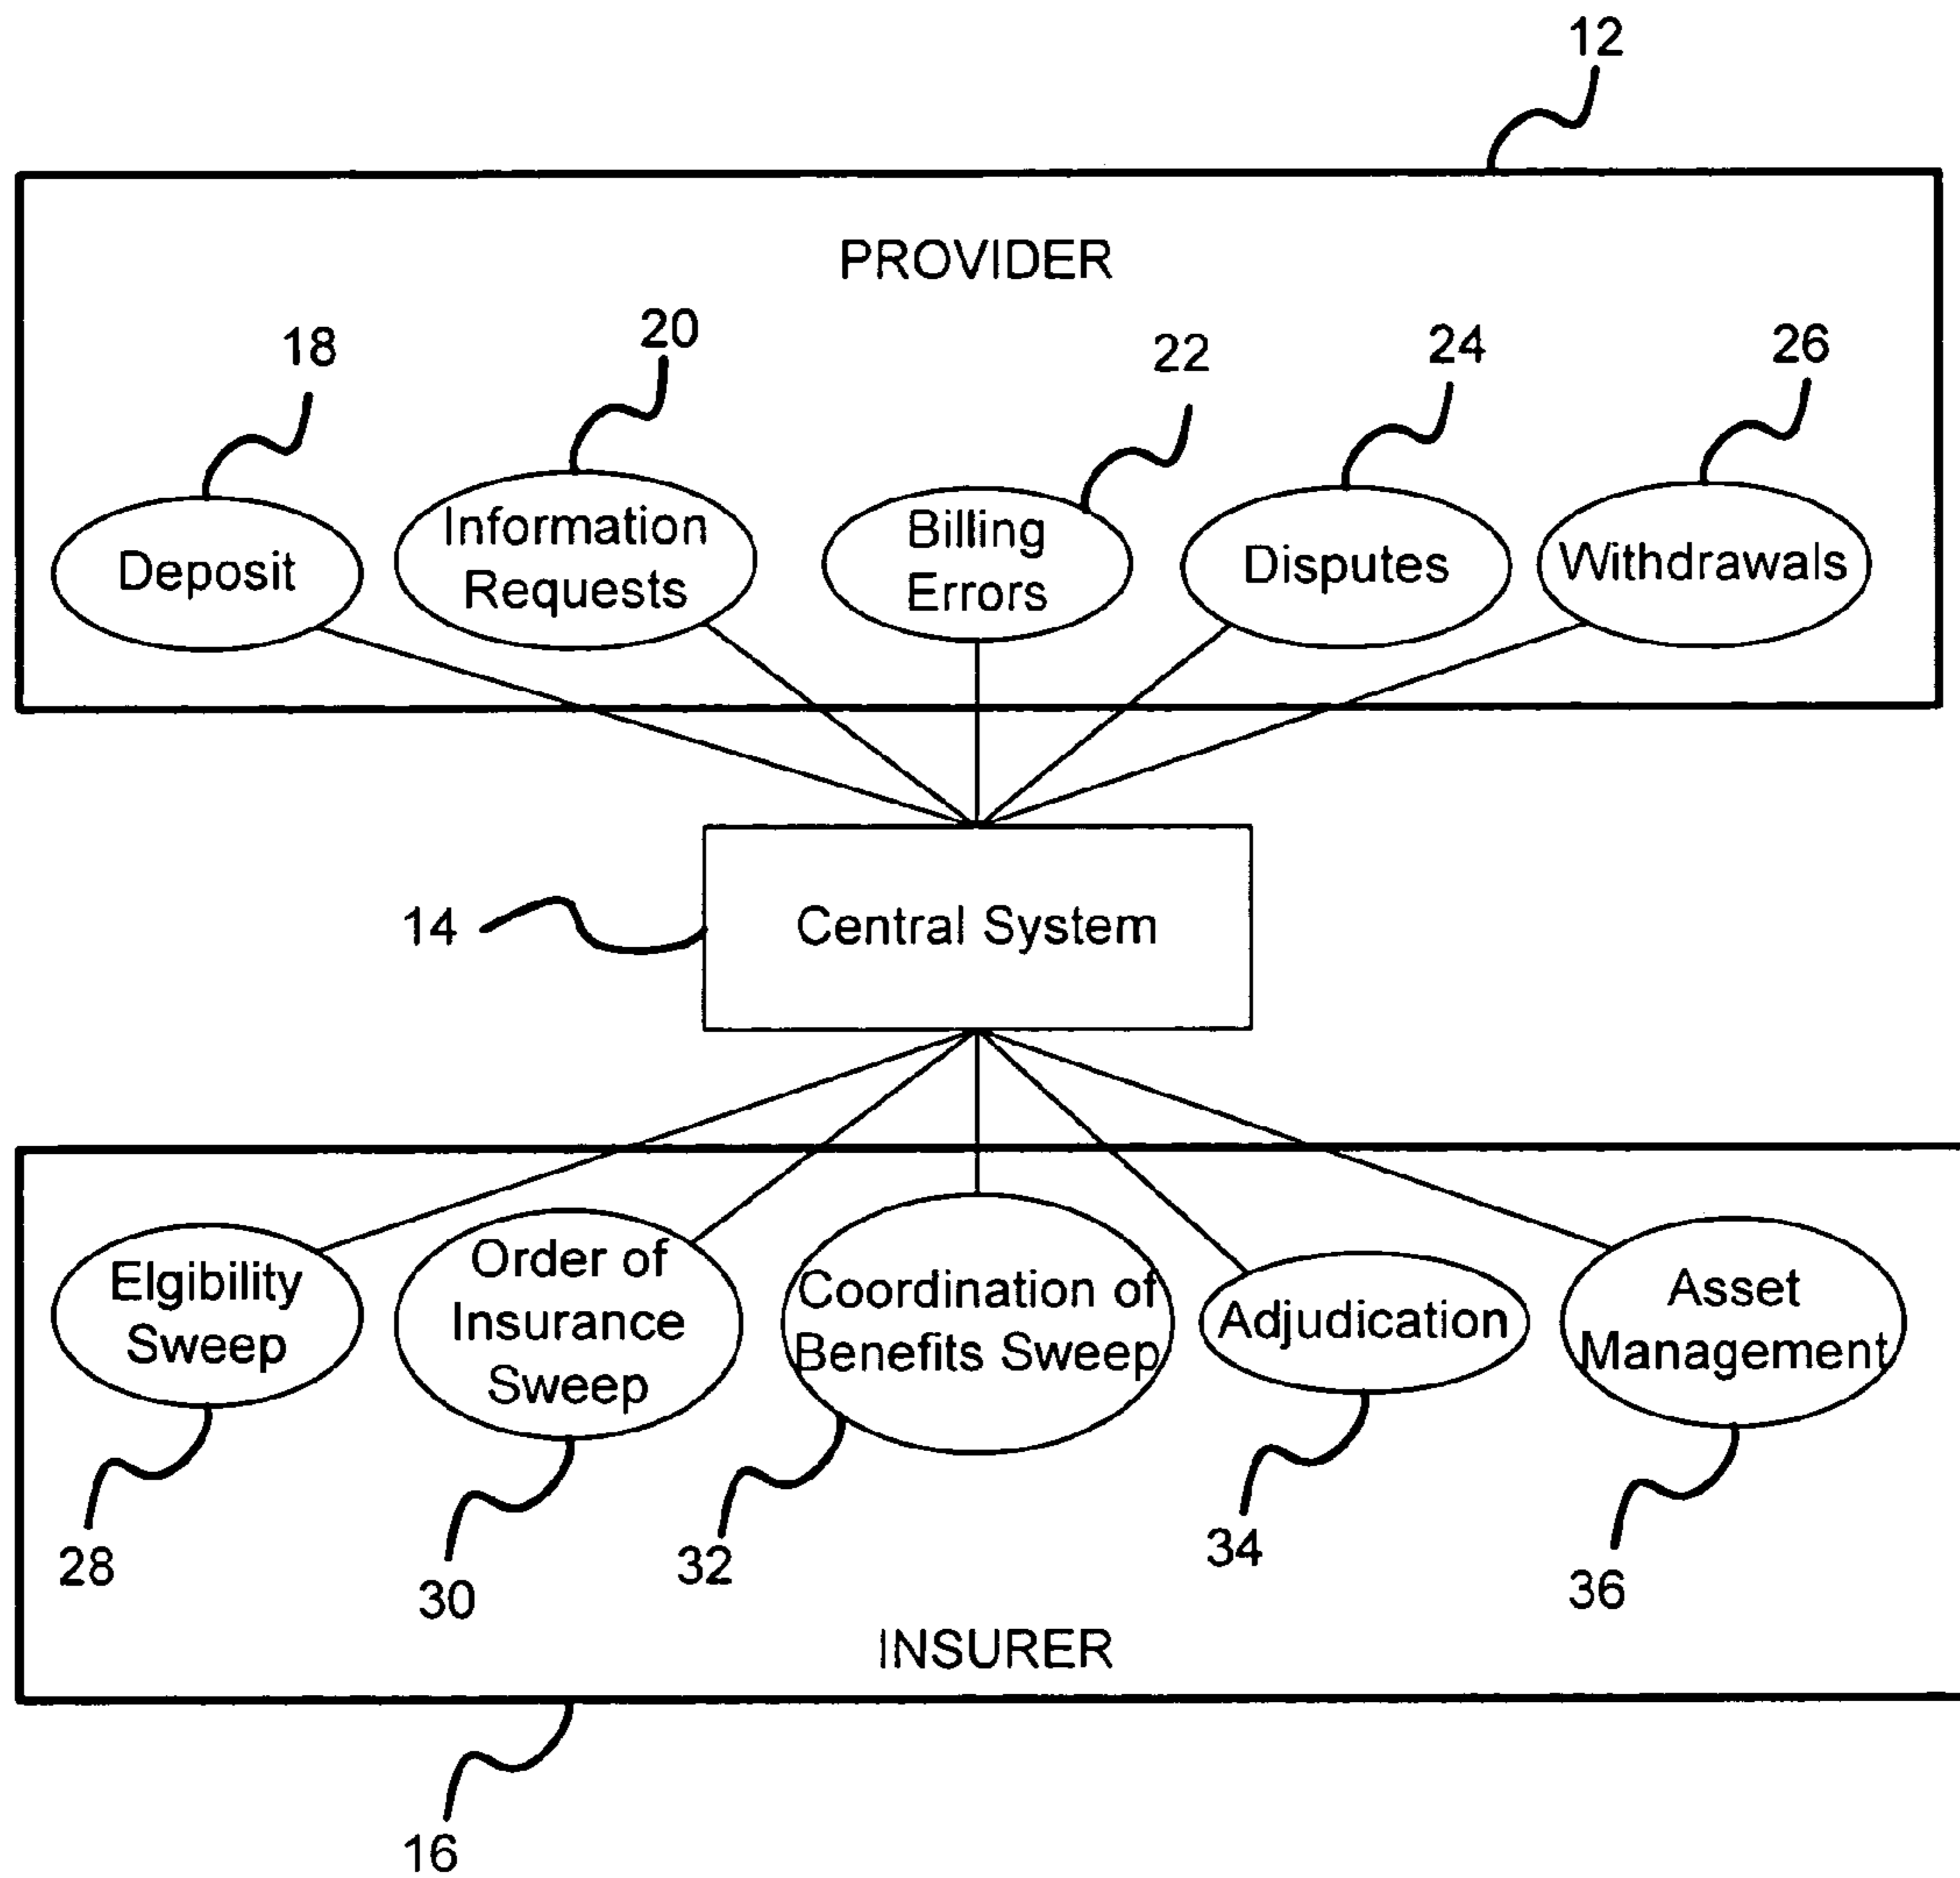 12
PROVIDER
18
20
22
24
26
Deposit
Information
Requests
Billing
Errors
Disputes
Withdrawals
14
Central System
Elgibility
Sweep
Order of
Insurance
Sweep
Coordination of
Benefits Sweep
Adjudication
Asset
Management
28
30
32
34
36
INSURER
16